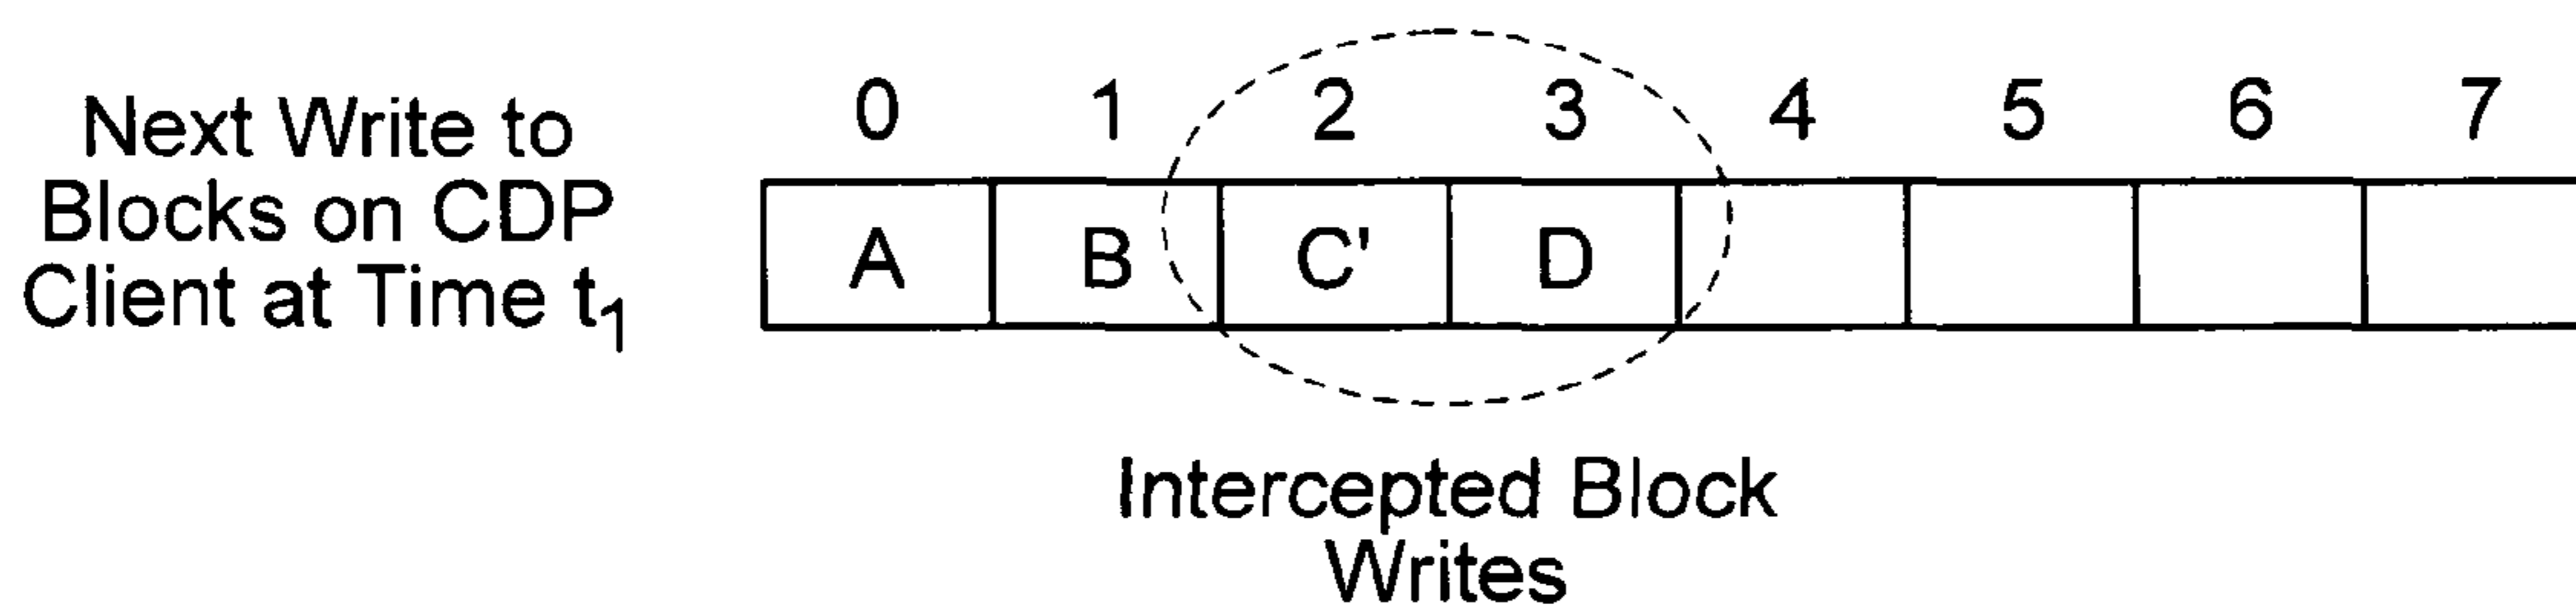 Next Write to
Blocks on CDP
Client at Time t₁
0 1 2 3 4 5 6 7
A B C' D
Intercepted Block
Writes